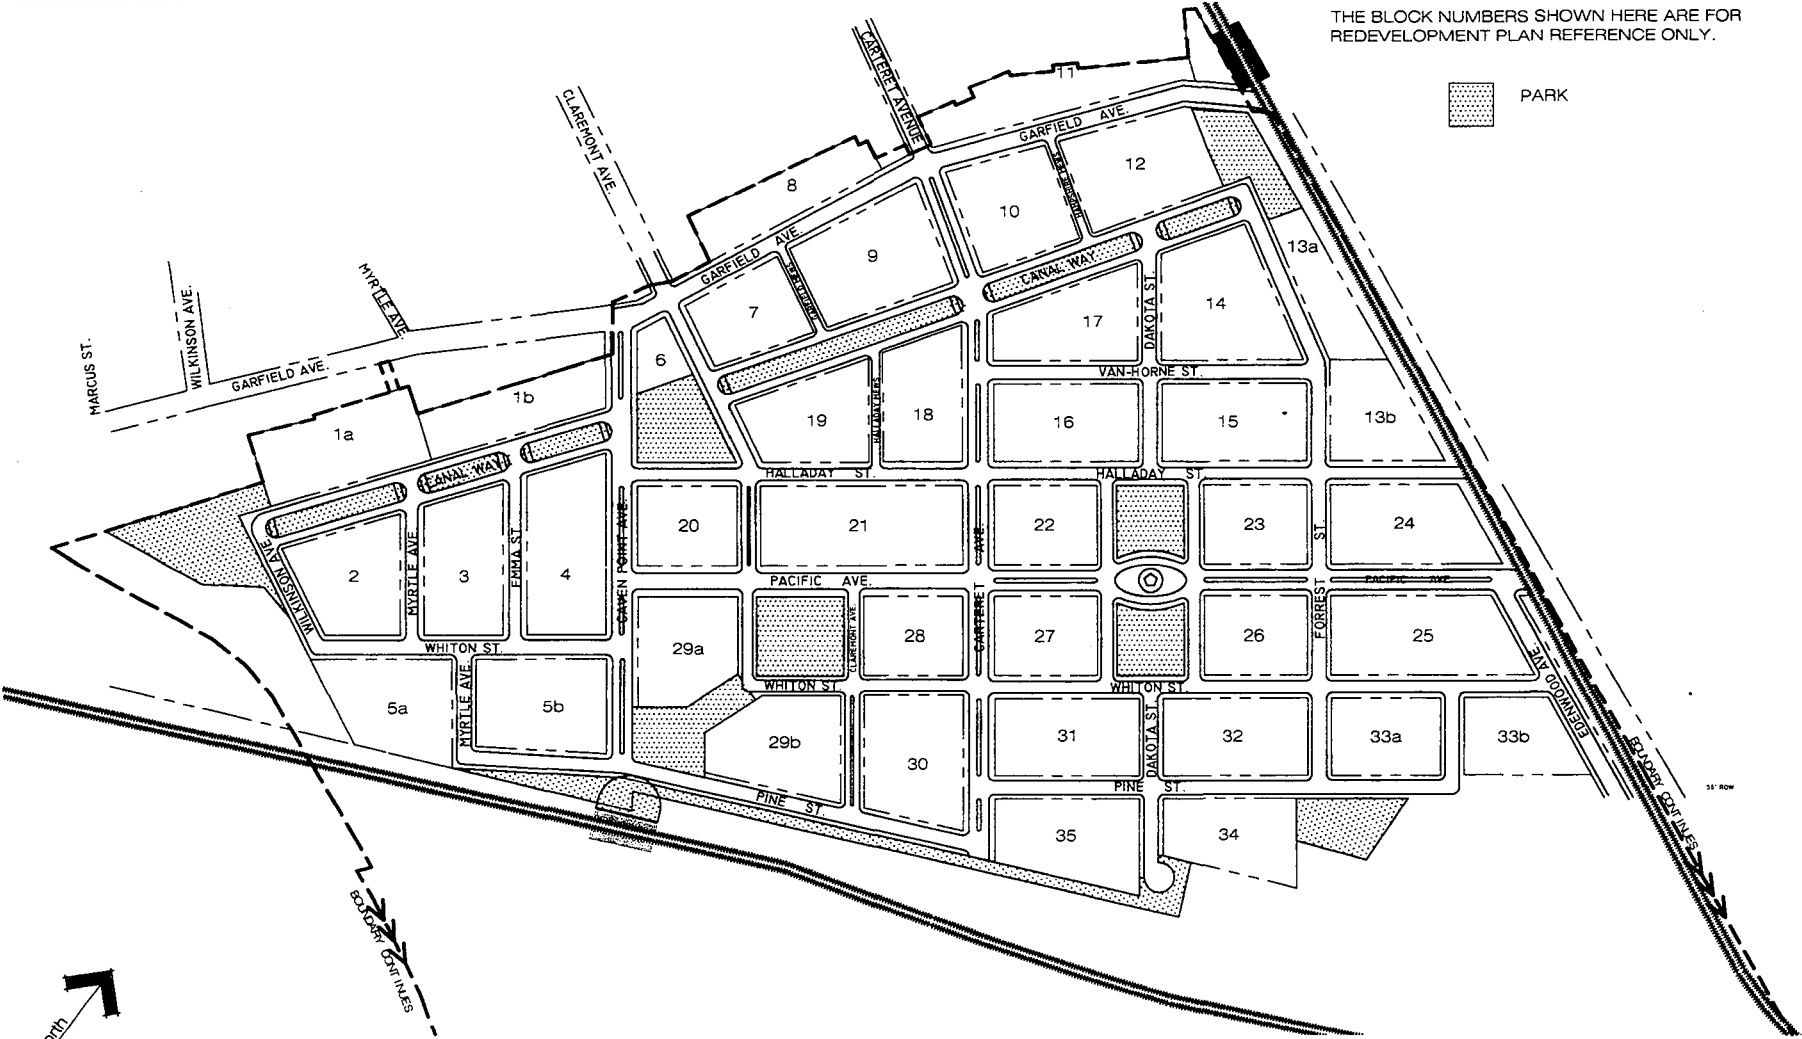 THE BLOCK NUMBERS SHOWN HERE ARE FOR
REDEVELOPMENT PLAN REFERENCE ONLY.
PARK
CARTERET AVENUE
CLAREMONT AVE.
11
GARFIELD AVE.
12
8
10
9
GARFIELD AVE.
13a
CANAL WAY
MYRTLE AVE.
WILKINSON AVE.
MARCUS ST.
GARFIELD AVE.
7
17
DAKOTA ST.
14
6
VAN-HORNE ST.
1b
1a
19
HALLADAY MEWS
18
16
15
13b
CANAL WAY
HALLADAY ST.
HALLADAY ST.
20
21
22
23
24
CAVEN POINT AVE.
CARTERET AVE.
FORREST ST.
WILKINSON AVE.
2
MYRTLE AVE.
3
EMMA ST.
4
PACIFIC AVE.
PACIFIC AVE
29a
CLAREMONT AVE.
28
27
26
25
WHITON ST.
WHITON ST.
WHITON ST.
EDENWOOD AVE.
5a
MYRTLE AVE.
5b
29b
30
31
DAKOTA ST.
32
33a
33b
PINE ST.
PINE ST.
35
34
BOUNDARY CONTINUES
55' ROW
BOUNDARY CONTINUES